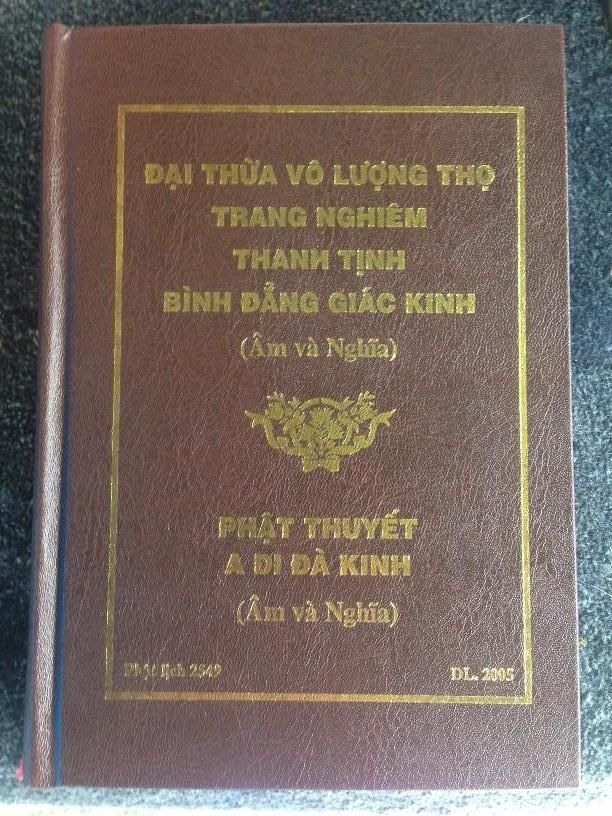 ĐẠI THỪA VÔ LƯỢNG THỌ
TRANG NGHIÊM
THANH TỊNH
BÌNH ĐẲNG GIÁC KINH
(Âm và Nghĩa)
PHẬT THUYẾT
A DI ĐÀ KINH
(Âm và Nghĩa)
Phật lịch 2549
DL. 2005